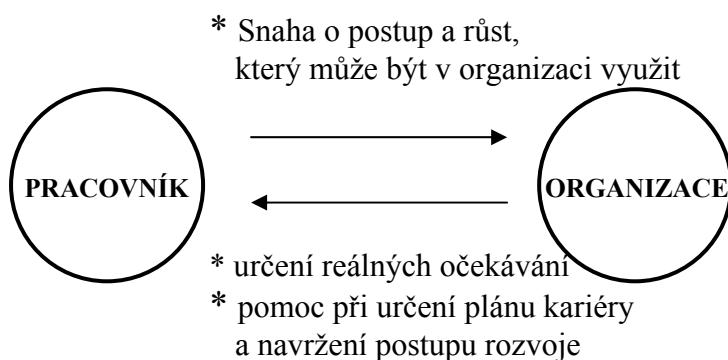 * Snaha o postup a růst,
který může být v organizaci využit
PRACOVNÍK
ORGANIZACE
* určení reálných očekávání
* pomoc při určení plánu kariéry
a navržení postupu rozvoje